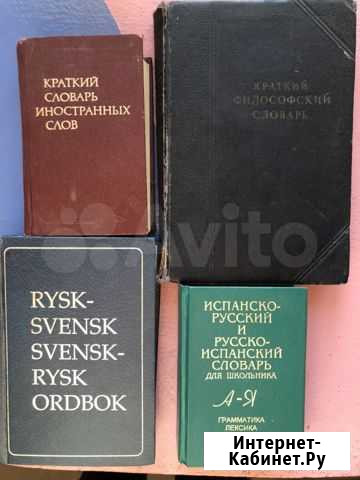 КРАТКИЙ
СЛОВАРЬ
ИНОСТРАННЫХ
СЛОВ
КРАТКИЙ
ФИЛОСОФСКИЙ
СЛОВАРЬ
Avito
RYSK-
SVENSK
SVENSK-
RYSK
ORDBOK
ИСПАНСКО-
РУССКИЙ
И
РУССКО-
ИСПАНСКИЙ
СЛОВАРЬ
ДЛЯ ШКОЛЬНИКА
А-Я
ГРАММАТИКА
ЛЕКСИКА
Интернет-
Кабинет.Ру